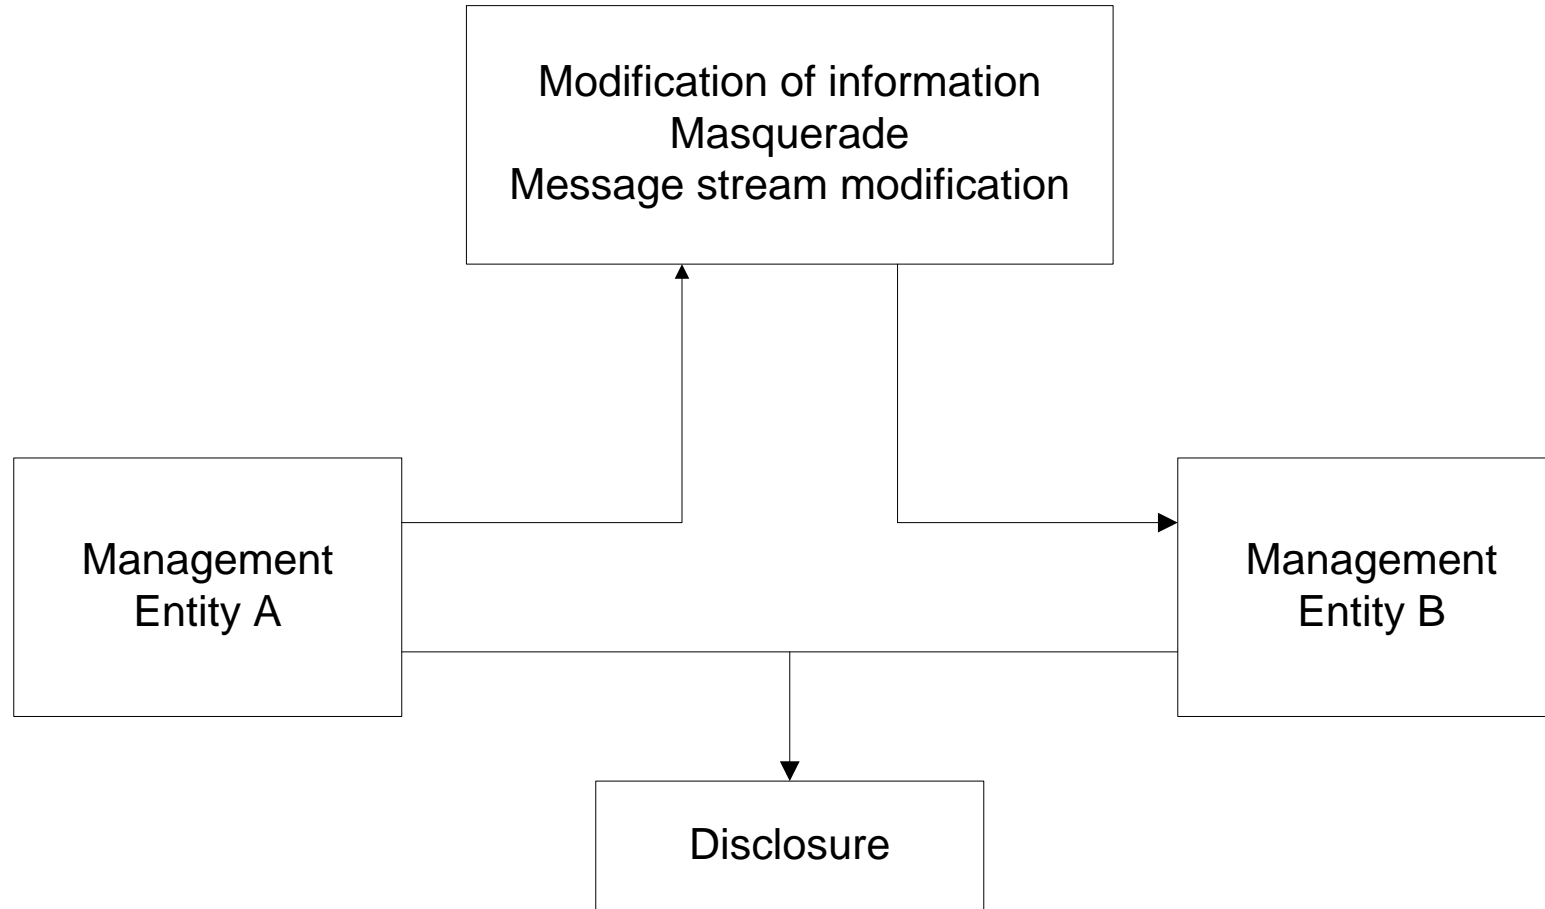 Modification of information
Masquerade
Message stream modification
Management
Entity A
Management
Entity B
Disclosure